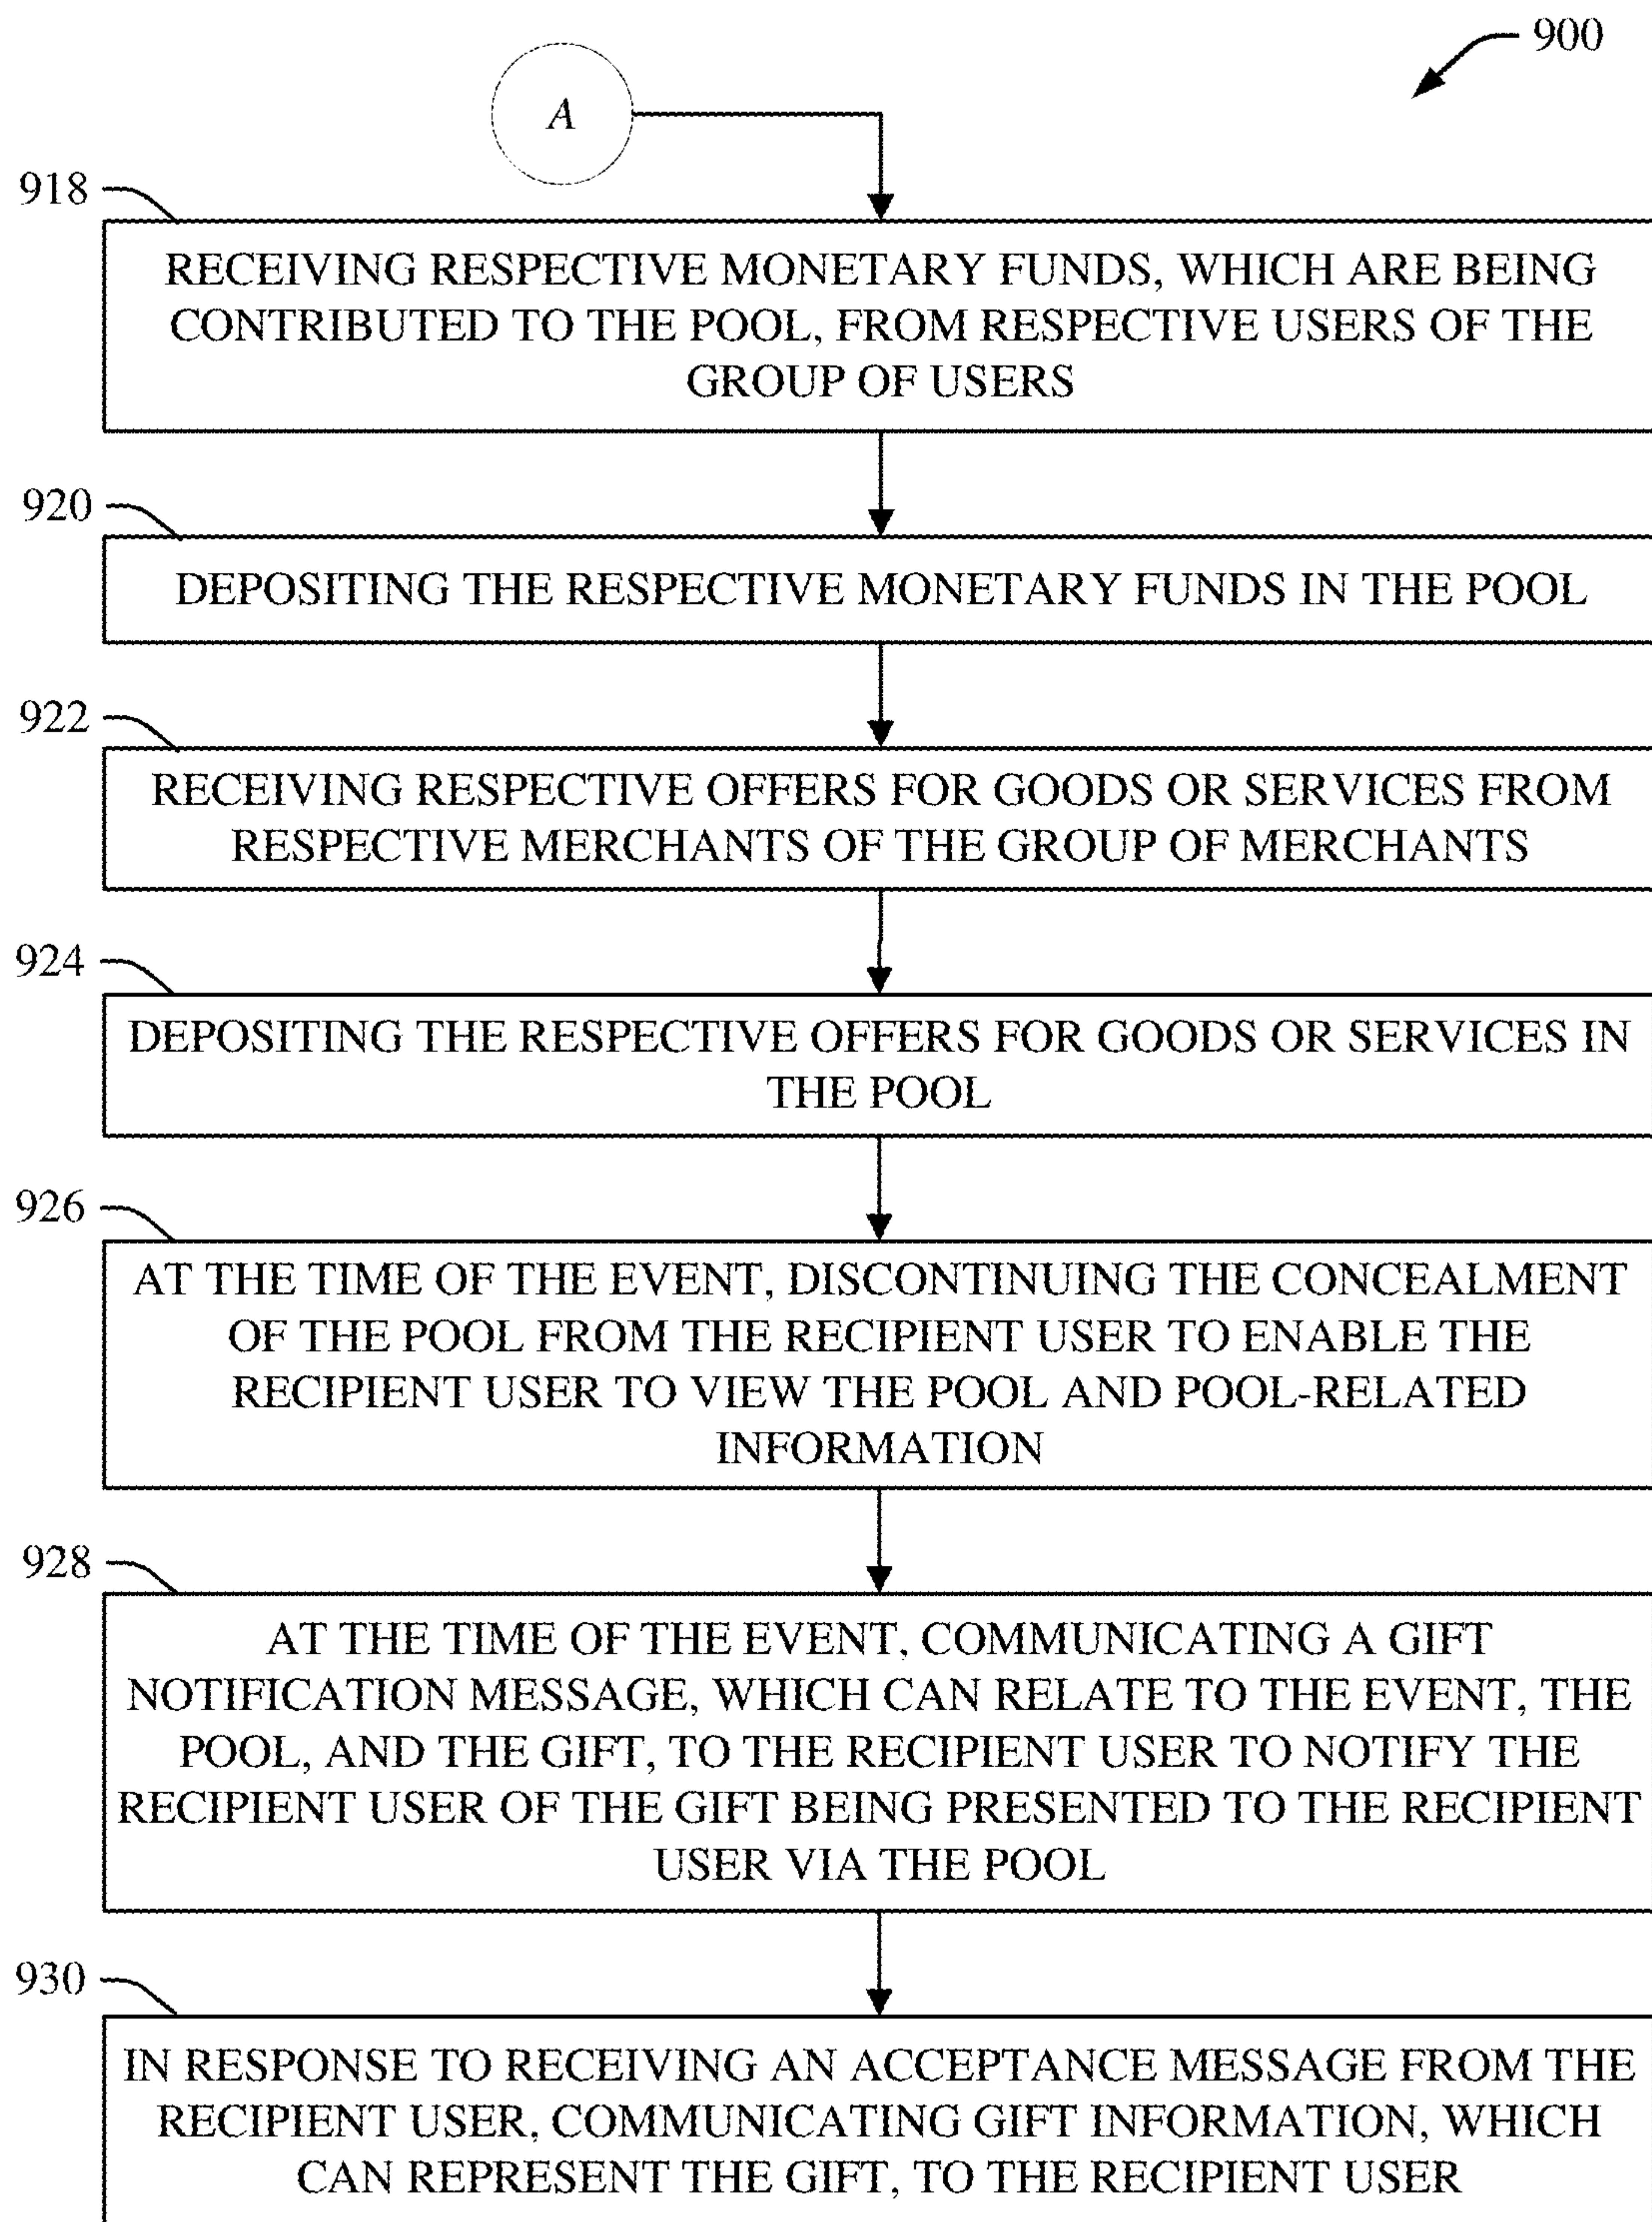 900
A
918
RECEIVING RESPECTIVE MONETARY FUNDS, WHICH ARE BEING
CONTRIBUTED TO THE POOL, FROM RESPECTIVE USERS OF THE
GROUP OF USERS
920
DEPOSITING THE RESPECTIVE MONETARY FUNDS IN THE POOL
922
RECEIVING RESPECTIVE OFFERS FOR GOODS OR SERVICES FROM
RESPECTIVE MERCHANTS OF THE GROUP OF MERCHANTS
924
DEPOSITING THE RESPECTIVE OFFERS FOR GOODS OR SERVICES IN
THE POOL
926
AT THE TIME OF THE EVENT, DISCONTINUING THE CONCEALMENT
OF THE POOL FROM THE RECIPIENT USER TO ENABLE THE
RECIPIENT USER TO VIEW THE POOL AND POOL-RELATED
INFORMATION
928
AT THE TIME OF THE EVENT, COMMUNICATING A GIFT
NOTIFICATION MESSAGE, WHICH CAN RELATE TO THE EVENT, THE
POOL, AND THE GIFT, TO THE RECIPIENT USER TO NOTIFY THE
RECIPIENT USER OF THE GIFT BEING PRESENTED TO THE RECIPIENT
USER VIA THE POOL
930
IN RESPONSE TO RECEIVING AN ACCEPTANCE MESSAGE FROM THE
RECIPIENT USER, COMMUNICATING GIFT INFORMATION, WHICH
CAN REPRESENT THE GIFT, TO THE RECIPIENT USER